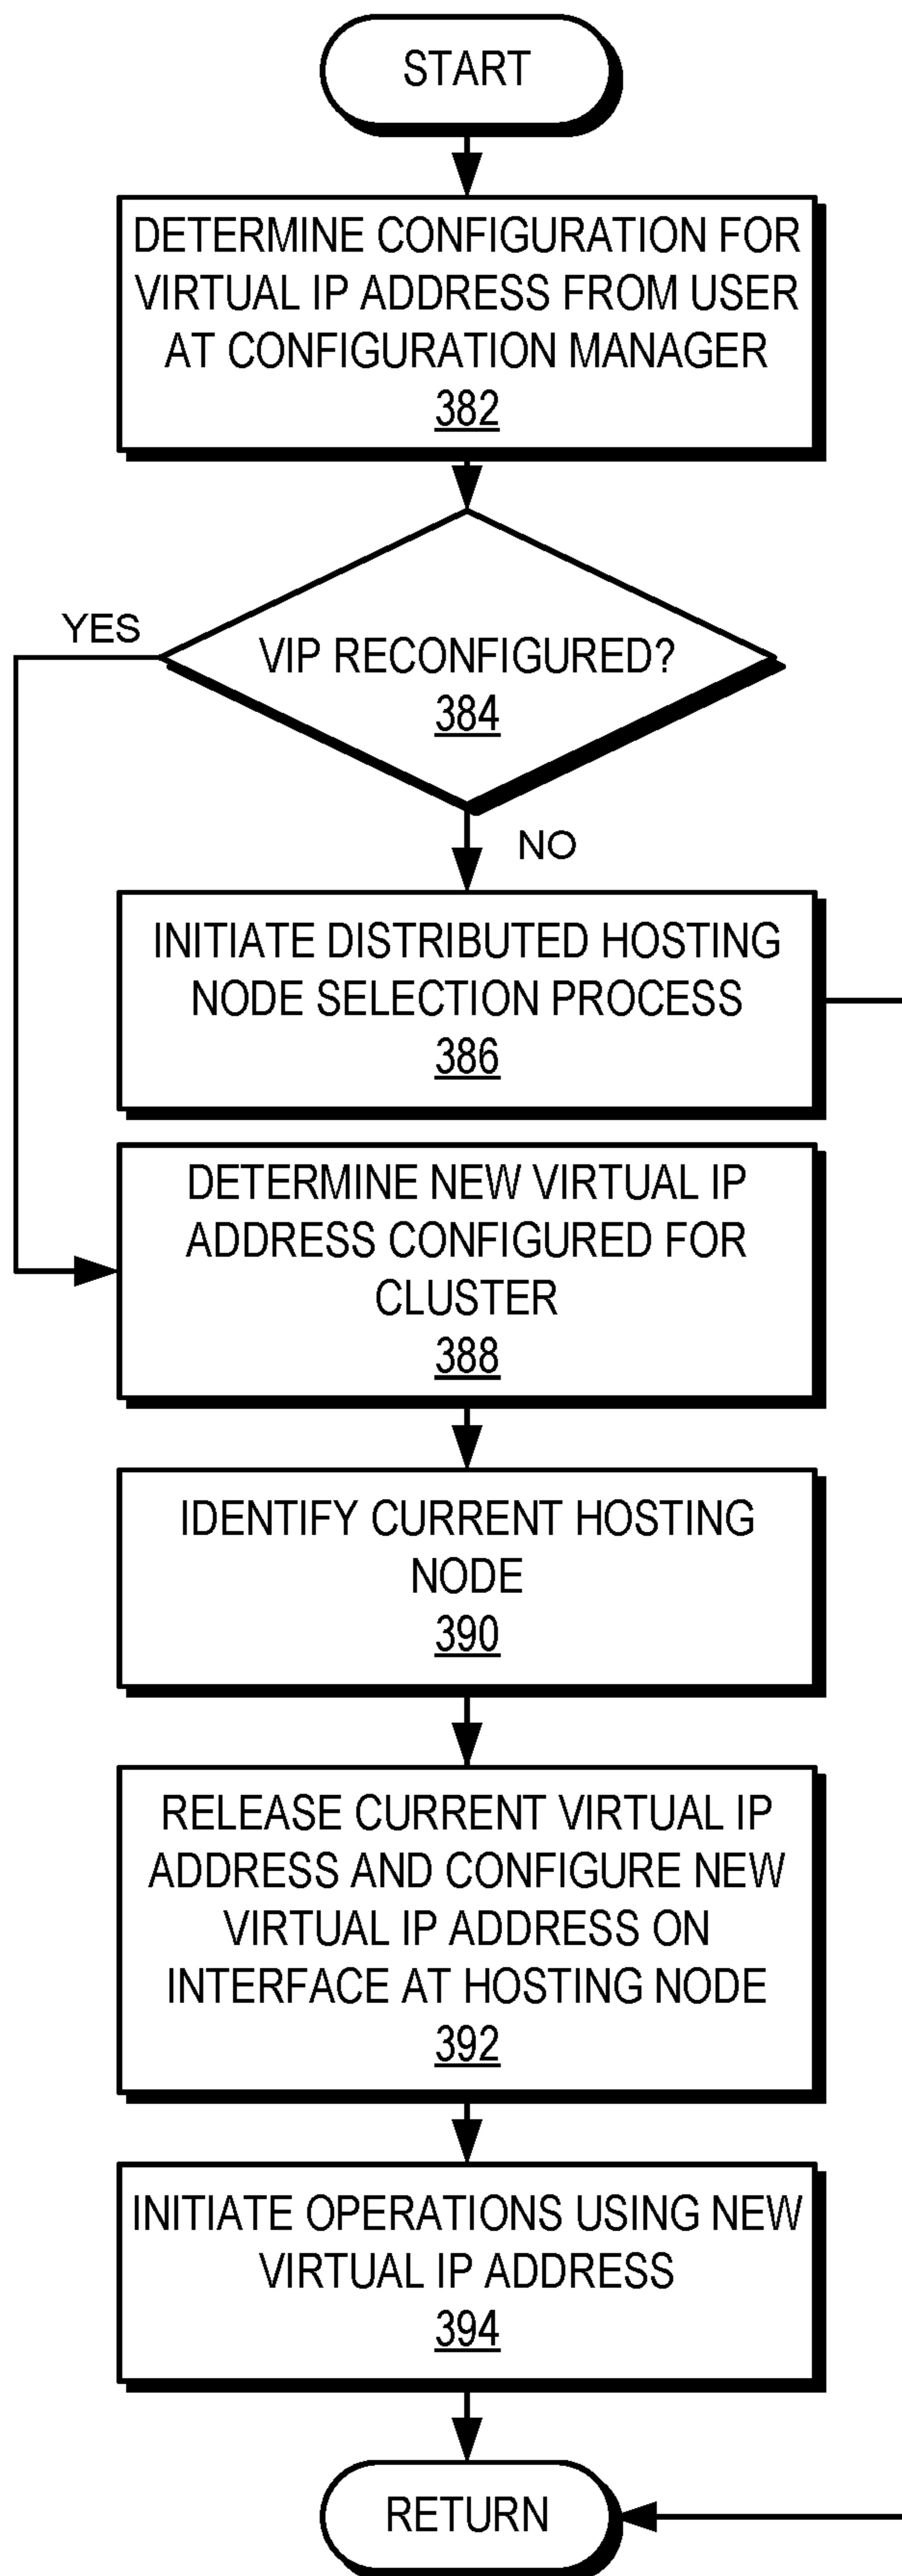 START
DETERMINE CONFIGURATION FOR
VIRTUAL IP ADDRESS FROM USER
AT CONFIGURATION MANAGER
382
YES
VIP RECONFIGURED?
384
NO
INITIATE DISTRIBUTED HOSTING
NODE SELECTION PROCESS
386
DETERMINE NEW VIRTUAL IP
ADDRESS CONFIGURED FOR
CLUSTER
388
IDENTIFY CURRENT HOSTING
NODE
390
RELEASE CURRENT VIRTUAL IP
ADDRESS AND CONFIGURE NEW
VIRTUAL IP ADDRESS ON
INTERFACE AT HOSTING NODE
392
INITIATE OPERATIONS USING NEW
VIRTUAL IP ADDRESS
394
RETURN